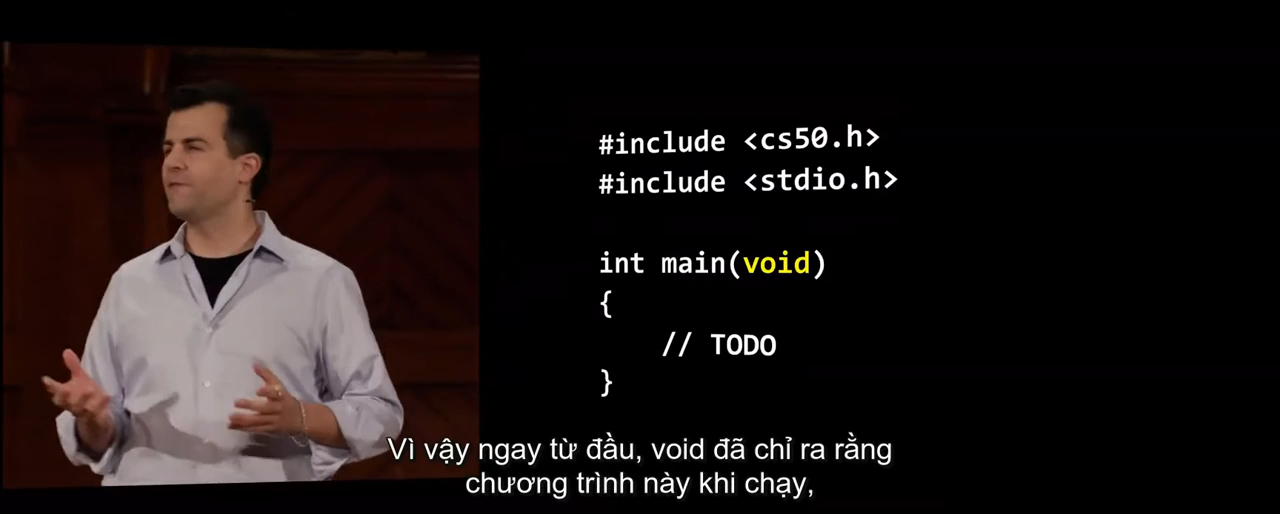 #include <cs50.h>
#include <stdio.h>
int main(void)
{
// TODO
}
Vì vậy ngay từ đầu, void đã chỉ ra rằng
chương trình này khi chạy,